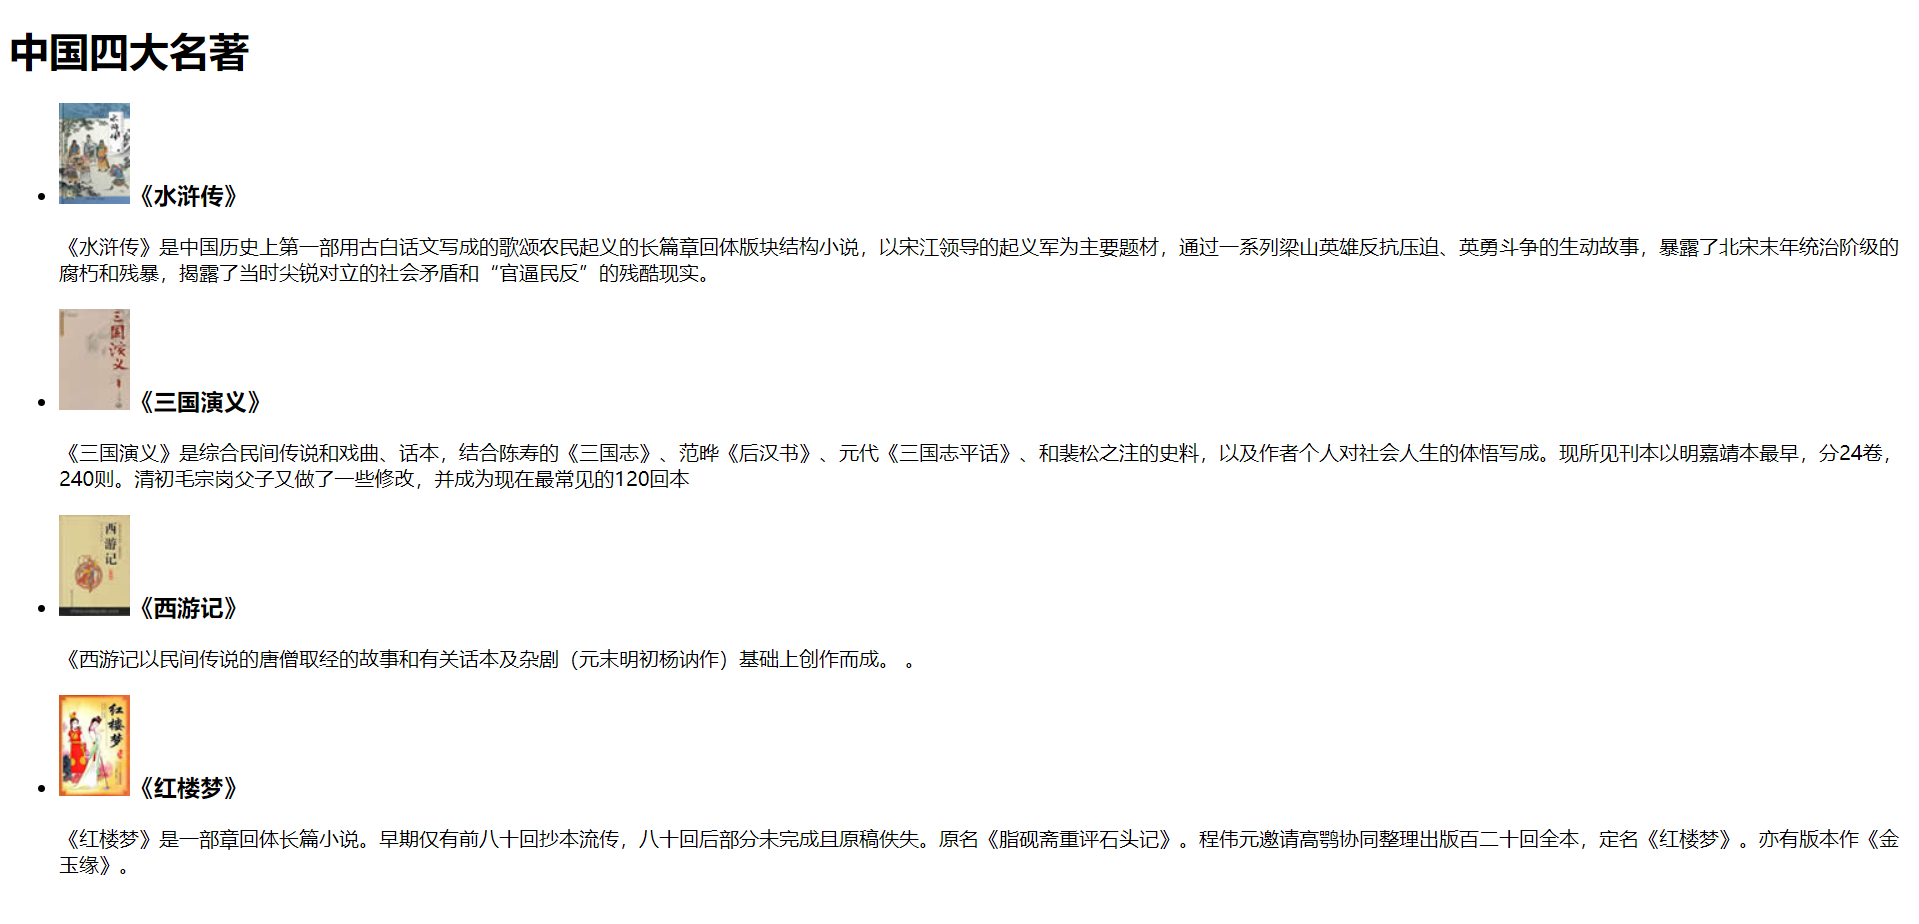 中国四大名著
水浒传
《水浒传》
《水浒传》是中国历史上第一部用古白话文写成的歌颂农民起义的长篇章回体版块结构小说，以宋江领导的起义军为主要题材，通过一系列梁山英雄反抗压迫、英勇斗争的生动故事，暴露了北宋末年统治阶级的
腐朽和残暴，揭露了当时尖锐对立的社会矛盾和“官逼民反”的残酷现实。
三国演义
《三国演义》
《三国演义》是综合民间传说和戏曲、话本，结合陈寿的《三国志》、范晔《后汉书》、元代《三国志平话》、和裴松之注的史料，以及作者个人对社会人生的体悟写成。现所见刊本以明嘉靖本最早，分24卷，
240则。清初毛宗岗父子又做了一些修改，并成为现在最常见的120回本
西游记
《西游记》
《西游记以民间传说的唐僧取经的故事和有关话本及杂剧（元末明初杨讷作）基础上创作而成。 。
红楼梦
《红楼梦》
《红楼梦》是一部章回体长篇小说。早期仅有前八十回抄本流传，八十回后部分未完成且原稿佚失。原名《脂砚斋重评石头记》。程伟元邀请高鹗协同整理出版百二十回全本，定名《红楼梦》。亦有版本作《金
玉缘》。